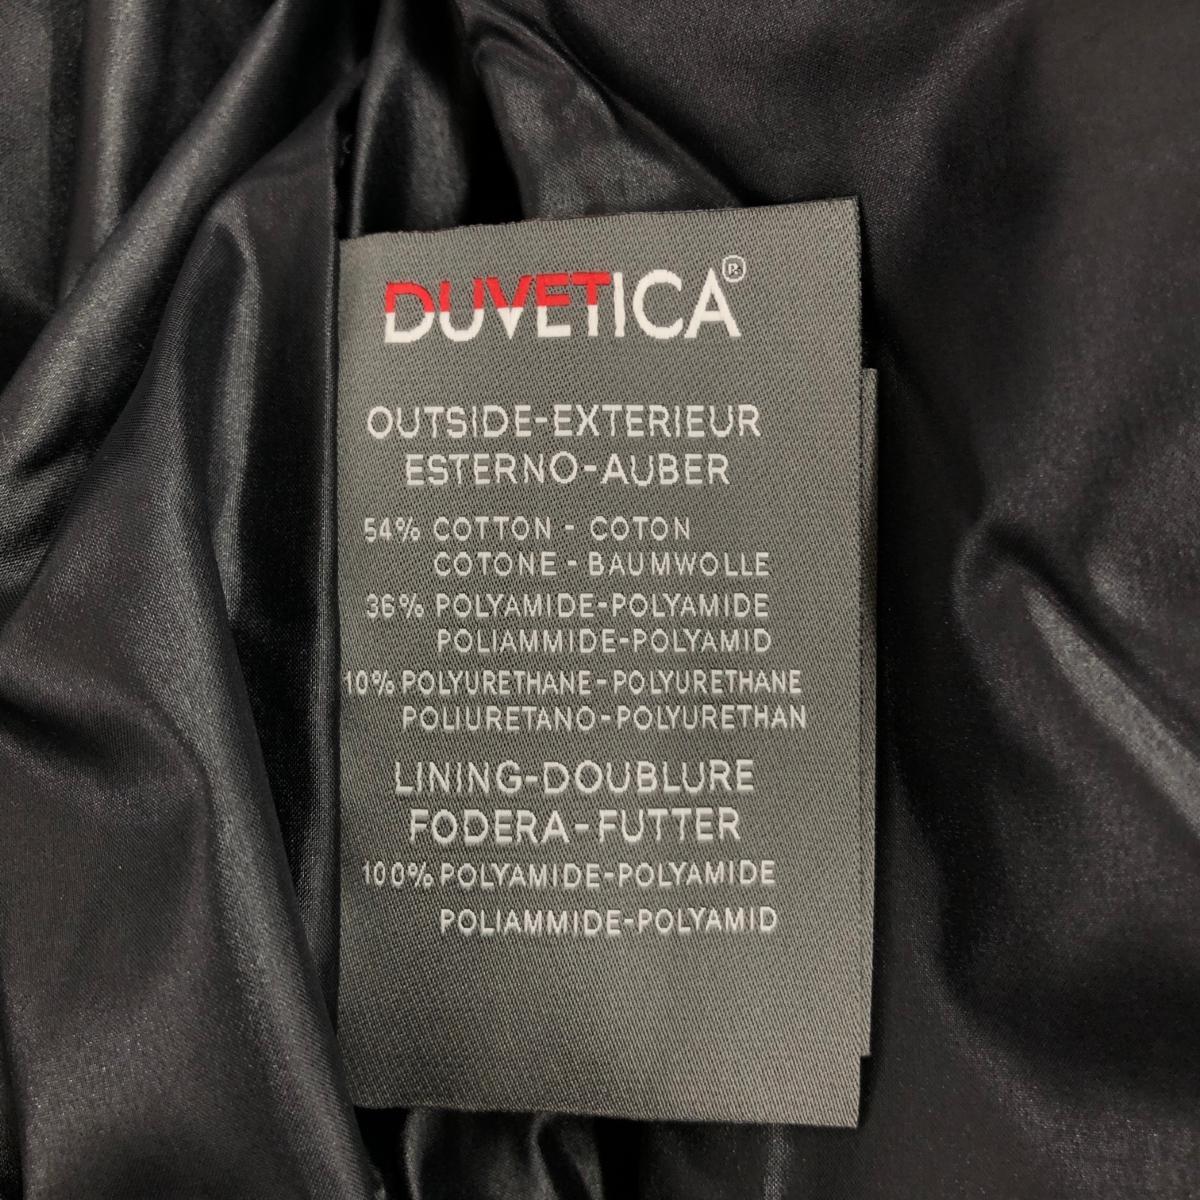 DUVETICA®
OUTSIDE-EXTERIEUR
ESTERNO-AUBER
54% COTTON - COTON
COTONE - BAUMWOLLE
36% POLYAMIDE-POLYAMIDE
POLIAMMIDE-POLYAMID
10% POLYURETHANE-POLYURETHANE
POLIURETANO-POLYURETHAN
LINING-DOUBLURE
FODERA-FUTTER
100% POLYAMIDE-POLYAMIDE
POLIAMMIDE-POLYAMID